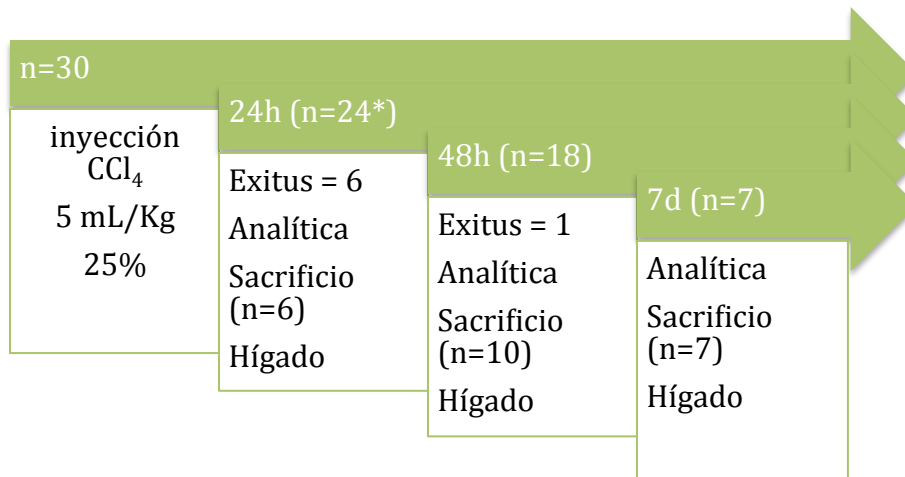 n=30
inyección
CCl₄
5 mL/Kg
25%
24h (n=24*)
Exitus = 6
Analítica
Sacrificio
(n=6)
Hígado
48h (n=18)
Exitus = 1
Analítica
Sacrificio
(n=10)
Hígado
7d (n=7)
Analítica
Sacrificio
(n=7)
Hígado